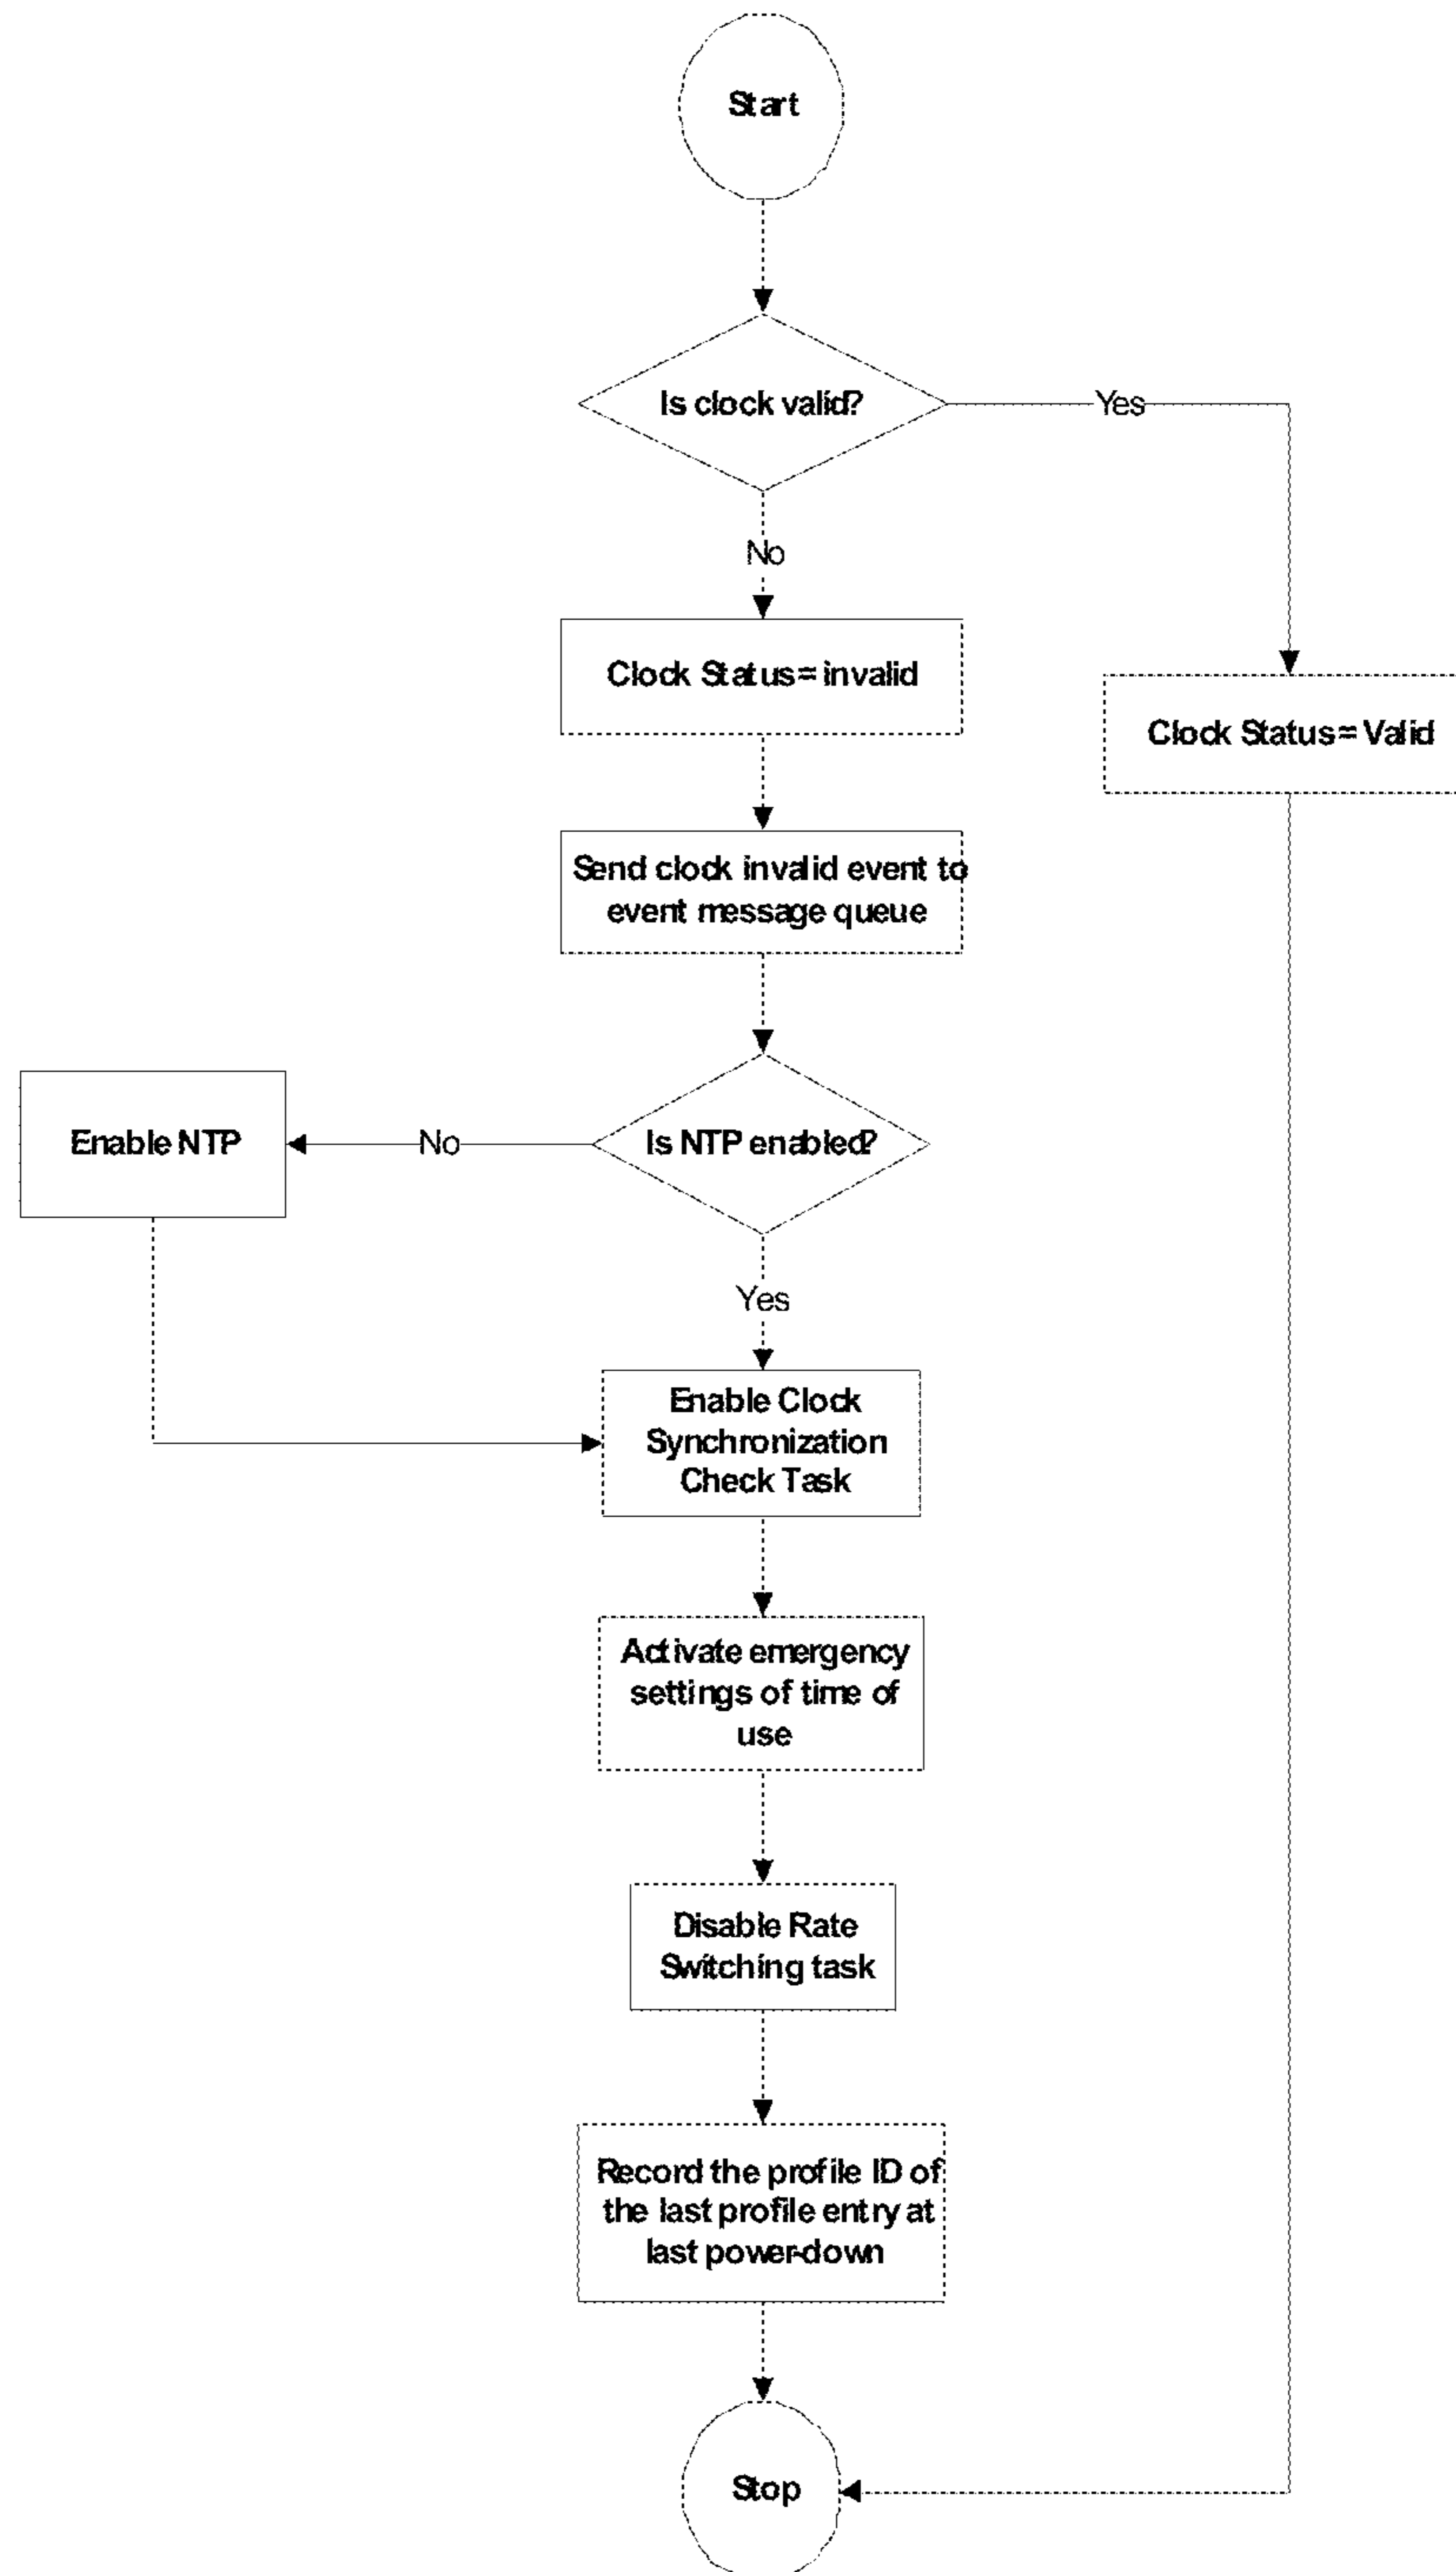 Start
Is clock valid?
Yes
No
Clock Status= invalid
Clock Status= Valid
Send clock invalid event to
event message queue
Is NTP enabled?
No
Enable NTP
Yes
Enable Clock
Synchronization
Check Task
Activate emergency
settings of time of
use
Disable Rate
Switching task
Record the profile ID of
the last profile entry at
last power-down
Stop